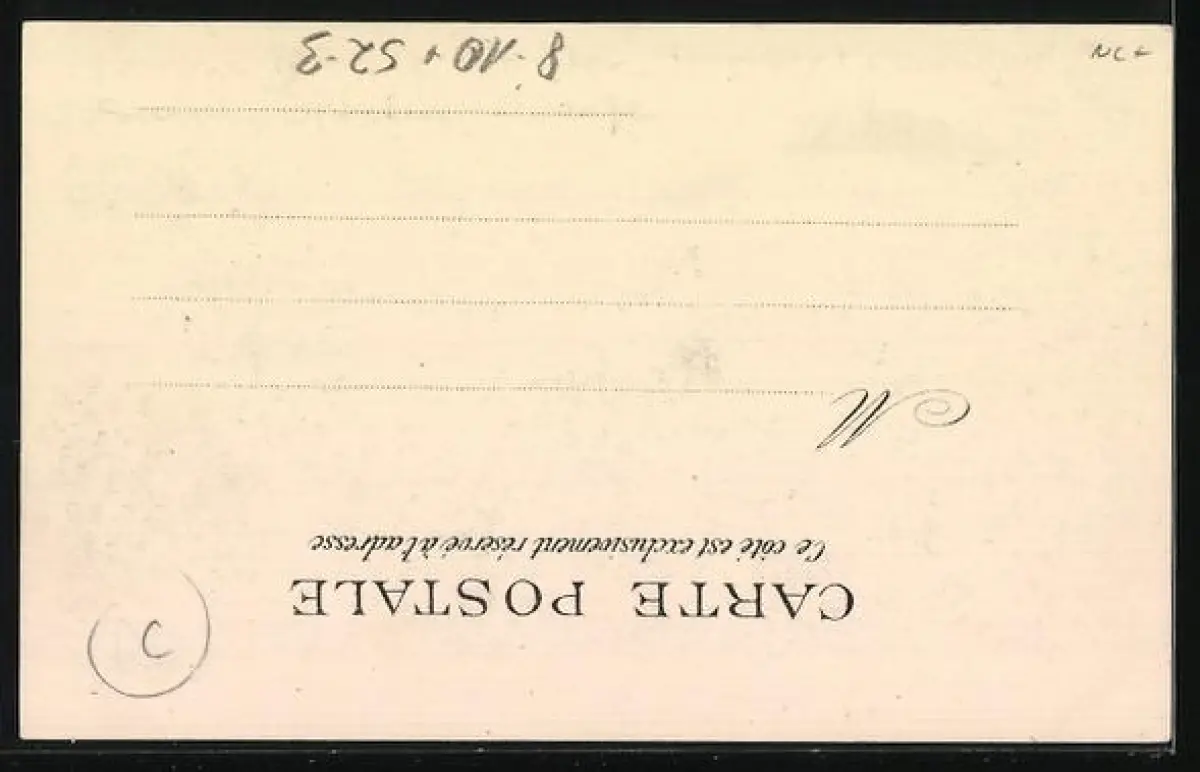 CARTE POSTALE
Ce côté est exclusivement réservé à l'adresse
M
8-10+52-3
C